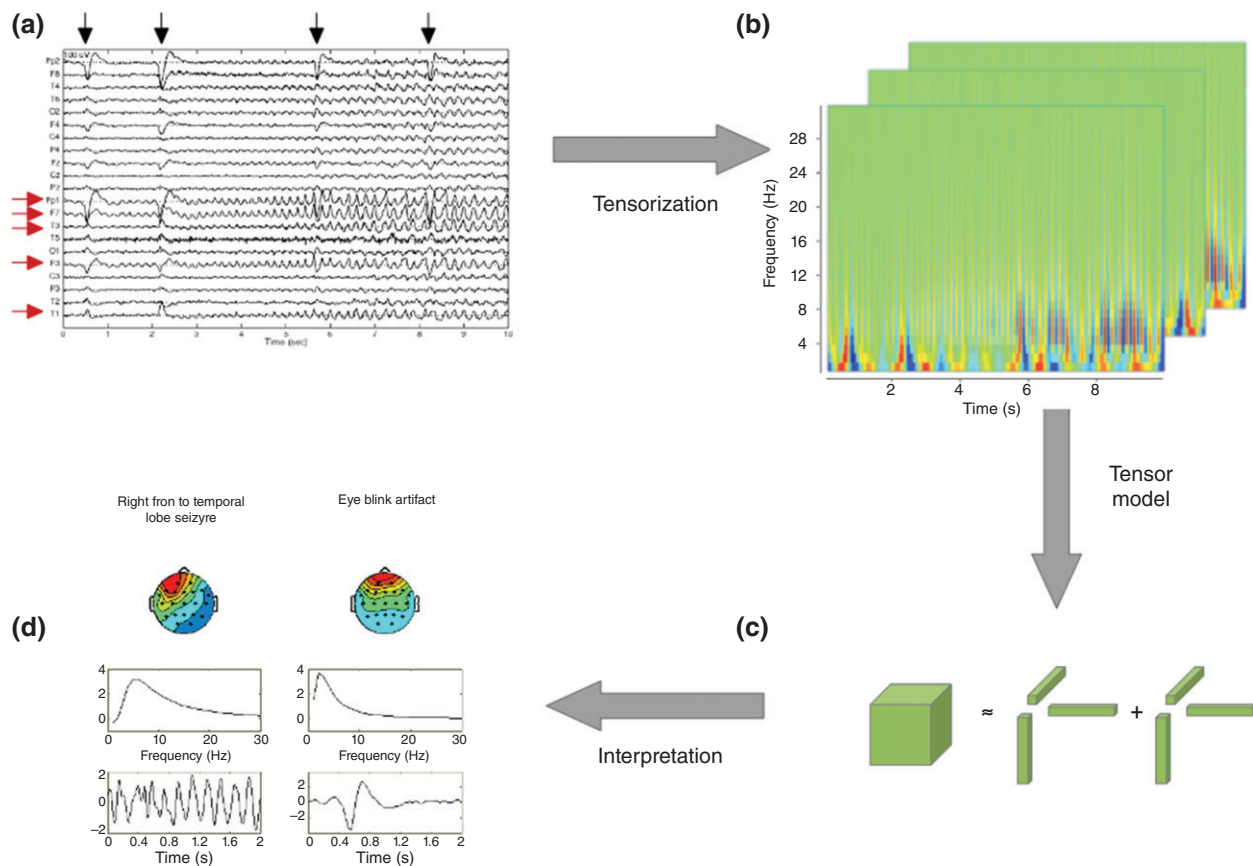 (a)
100 uV
Fp2
F8
T4
T6
O2
F4
C4
P4
Fz
Cz
Pz
Fp1
F7
T3
T5
O1
F3
C3
P3
T2
T1
0 1 2 3 4 5 6 7 8 9 10
Time (sec)
Tensorization
(b)
Frequency (Hz)
28
24
20
16
12
8
4
2 4 6 8
Time (s)
Tensor
model
(c)
≈ +
Interpretation
(d)
Right fron to temporal
lobe seizyre
Eye blink artifact
4
2
0
0 10 20 30
Frequency (Hz)
4
2
0
0 10 20 30
Frequency (Hz)
2
0
−2
0 0.4 0.8 1.2 1.6 2
Time (s)
2
0
−2
0 0.4 0.8 1.2 1.6 2
Time (s)